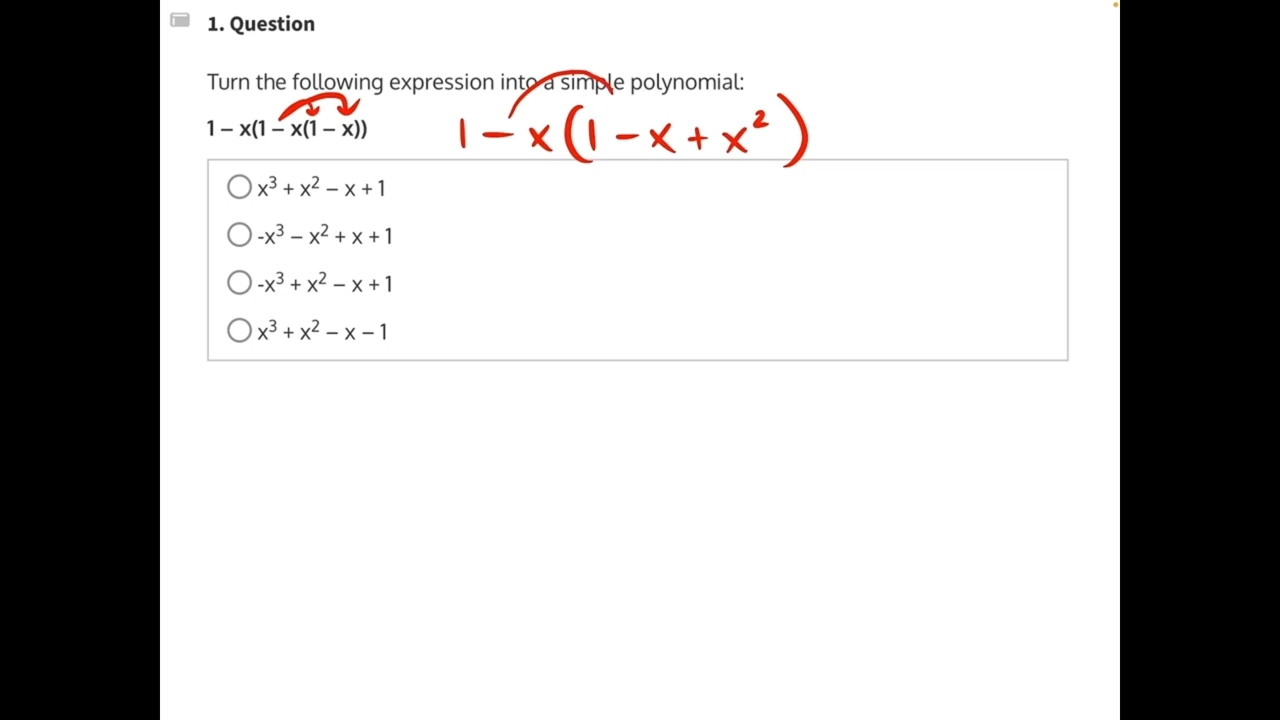 1. Question
Turn the following expression into a simple polynomial:
1 – x(1 – x(1 – x)) 1 – x(1 – x + x²)
x³ + x² – x + 1
-x³ – x² + x + 1
-x³ + x² – x + 1
x³ + x² – x – 1